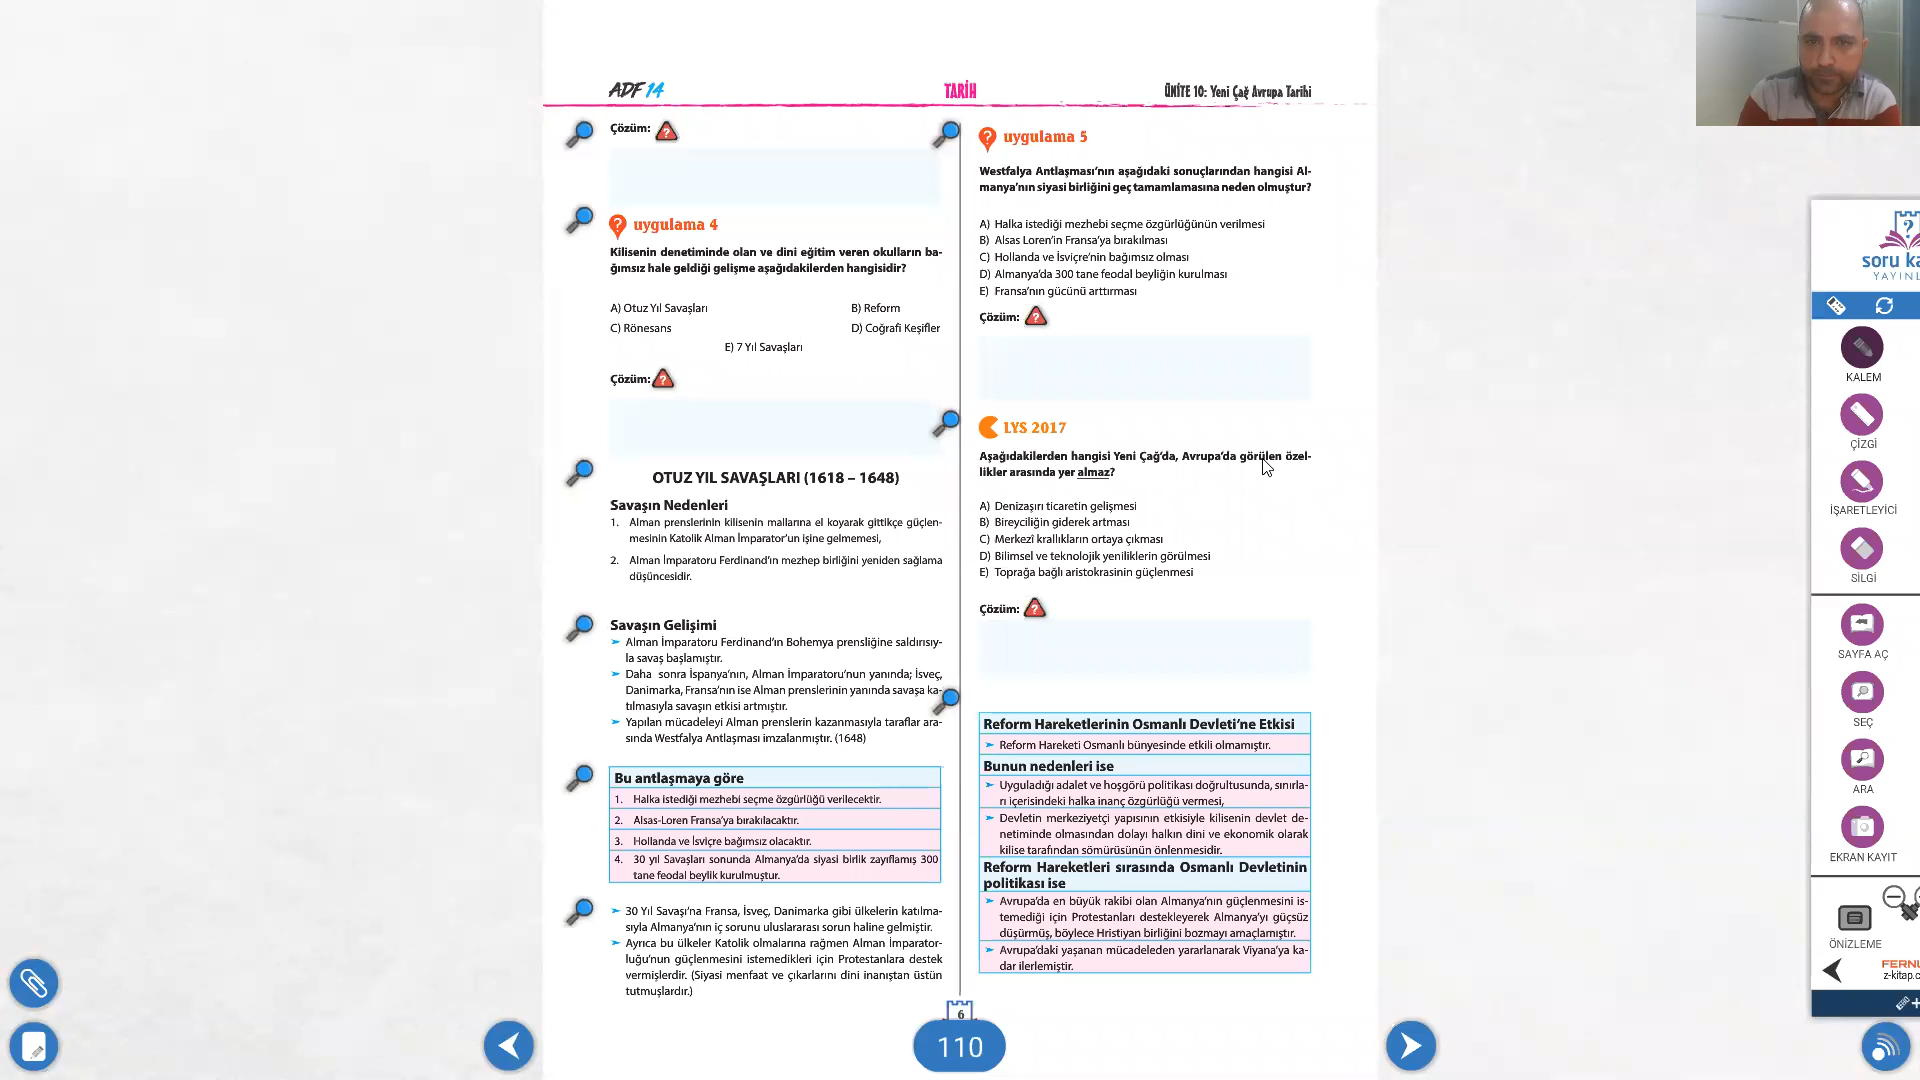 ADF 14
TARİH
ÜNİTE 10: Yeni Çağ Avrupa Tarihi
Çözüm:
uygulama 4
Kilisenin denetiminde olan ve dini eğitim veren okulların ba-
ğımsız hale geldiği gelişme aşağıdakilerden hangisidir?
A) Otuz Yıl Savaşları
B) Reform
C) Rönesans
D) Coğrafi Keşifler
E) 7 Yıl Savaşları
Çözüm:
OTUZ YIL SAVAŞLARI (1618 – 1648)
Savaşın Nedenleri
1. Alman prenslerinin kilisenin mallarına el koyarak gittikçe güçlen-
mesinin Katolik Alman İmparator'un işine gelmemesi,
2. Alman İmparatoru Ferdinand'ın mezhep birliğini yeniden sağlama
düşüncesidir.
Savaşın Gelişimi
➢ Alman İmparatoru Ferdinand'ın Bohemya prensliğine saldırısıy-
la savaş başlamıştır.
➢ Daha sonra İspanya'nın, Alman İmparatoru'nun yanında; İsveç,
Danimarka, Fransa'nın ise Alman prenslerinin yanında savaşa ka-
tılmasıyla savaşın etkisi artmıştır.
➢ Yapılan mücadeleyi Alman prenslerin kazanmasıyla taraflar ara-
sında Westfalya Antlaşması imzalanmıştır. (1648)
Bu antlaşmaya göre
1. Halka istediği mezhebi seçme özgürlüğü verilecektir.
2. Alsas-Loren Fransa'ya bırakılacaktır.
3. Hollanda ve İsviçre bağımsız olacaktır.
4. 30 yıl Savaşları sonunda Almanya'da siyasi birlik zayıflamış 300
tane feodal beylik kurulmuştur.
➢ 30 Yıl Savaşı'na Fransa, İsveç, Danimarka gibi ülkelerin katılma-
sıyla Almanya'nın iç sorunu uluslararası sorun haline gelmiştir.
➢ Ayrıca bu ülkeler Katolik olmalarına rağmen Alman İmparator-
luğu'nun güçlenmesini istemedikleri için Protestanlara destek
vermişlerdir. (Siyasi menfaat ve çıkarlarını dini inanıştan üstün
tutmuşlardır.)
uygulama 5
Westfalya Antlaşması'nın aşağıdaki sonuçlarından hangisi Al-
manya'nın siyasi birliğini geç tamamlamasına neden olmuştur?
A) Halka istediği mezhebi seçme özgürlüğünün verilmesi
B) Alsas Loren'in Fransa'ya bırakılması
C) Hollanda ve İsviçre'nin bağımsız olması
D) Almanya'da 300 tane feodal beyliğin kurulması
E) Fransa'nın gücünü arttırması
Çözüm:
LYS 2017
Aşağıdakilerden hangisi Yeni Çağ'da, Avrupa'da görülen özel-
likler arasında yer almaz?
A) Denizaşırı ticaretin gelişmesi
B) Bireyciliğin giderek artması
C) Merkezî krallıkların ortaya çıkması
D) Bilimsel ve teknolojik yeniliklerin görülmesi
E) Toprağa bağlı aristokrasinin güçlenmesi
Çözüm:
Reform Hareketlerinin Osmanlı Devleti'ne Etkisi
➢ Reform Hareketi Osmanlı bünyesinde etkili olmamıştır.
Bunun nedenleri ise
➢ Uyguladığı adalet ve hoşgörü politikası doğrultusunda, sınırla-
rı içerisindeki halka inanç özgürlüğü vermesi,
➢ Devletin merkeziyetçi yapısının etkisiyle kilisenin devlet de-
netiminde olmasından dolayı halkın dini ve ekonomik olarak
kilise tarafından sömürüsünün önlenmesidir.
Reform Hareketleri sırasında Osmanlı Devletinin
politikası ise
➢ Avrupa'da en büyük rakibi olan Almanya'nın güçlenmesini is-
temediği için Protestanları destekleyerek Almanya'yı güçsüz
düşürmüş, böylece Hristiyan birliğini bozmayı amaçlamıştır.
➢ Avrupa'daki yaşanan mücadeleden yararlanarak Viyana'ya ka-
dar ilerlemiştir.
6
110
soru ka
YAYINL
KALEM
ÇİZGİ
İŞARETLEYİCİ
SİLGİ
SAYFA AÇ
SEÇ
ARA
EKRAN KAYIT
ÖNİZLEME
FERNU
z-kitap.c